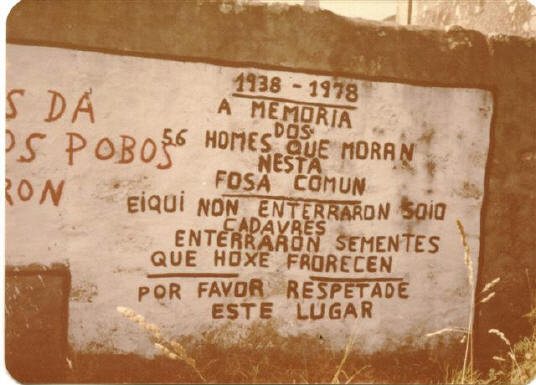 S DA
OS POBOS
RON
1938 - 1978
A MEMORIA
DOS
56 HOMES QUE MORAN
NESTA
FOSA COMUN
EIQUI NON ENTERRARON SOIO
CADAVRES
ENTERRARON SEMENTES
QUE HOXE FRORECEN
POR FAVOR RESPETADE
ESTE LUGAR